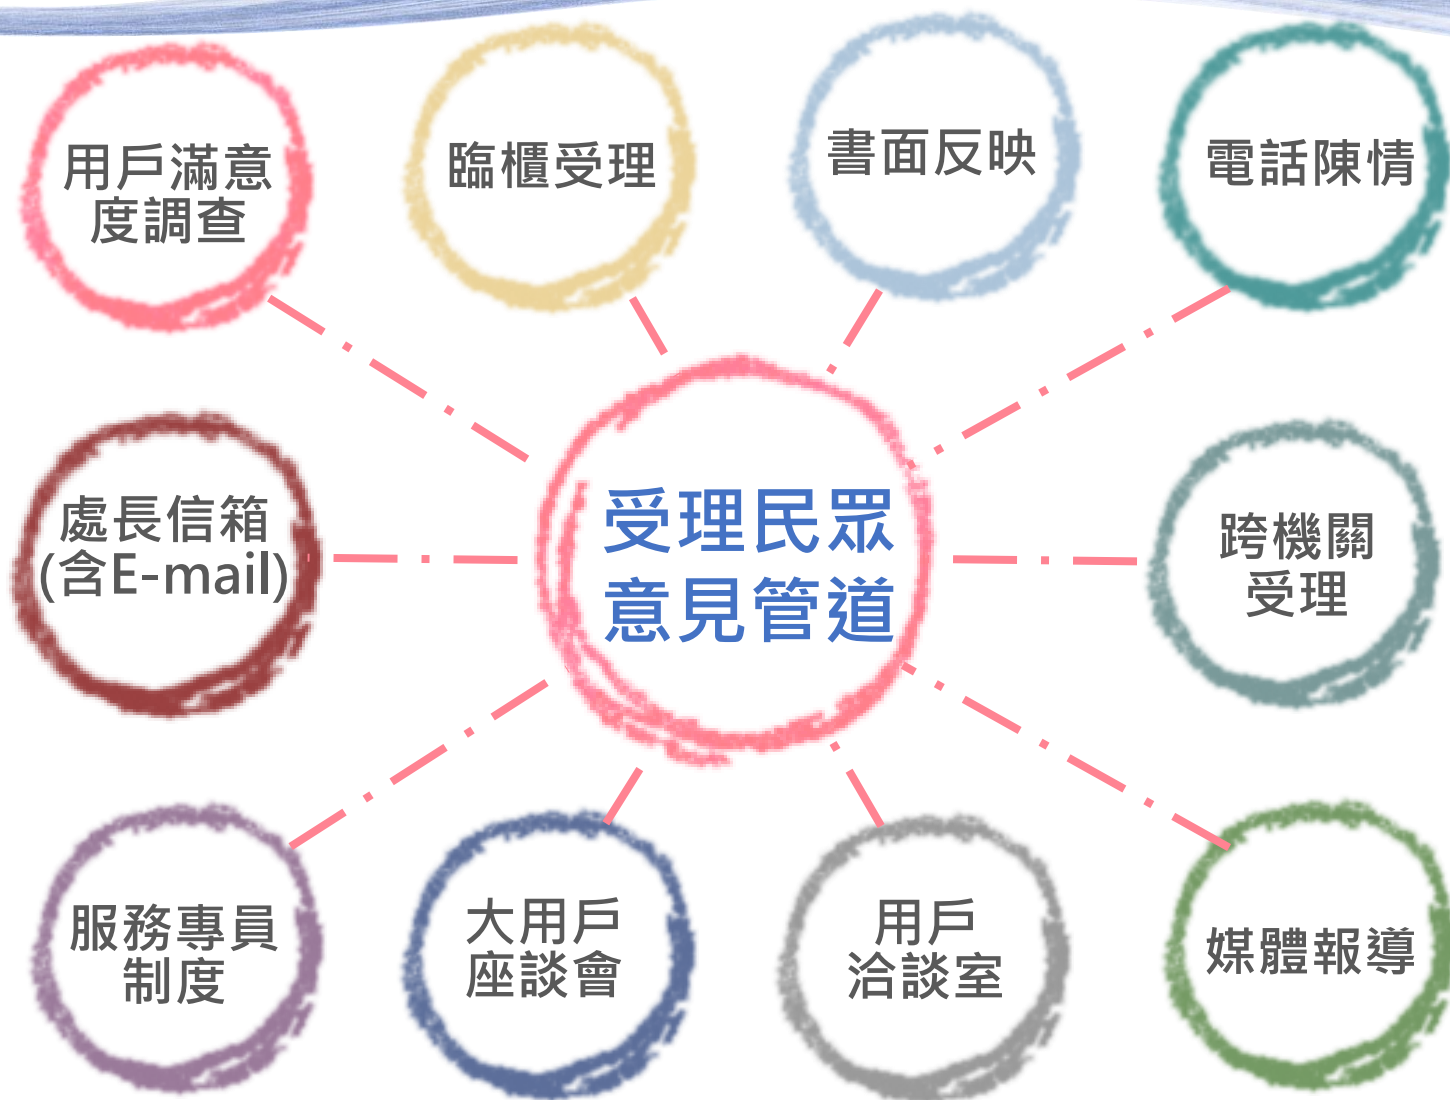 用戶滿意
度調查
臨櫃受理
書面反映
電話陳情
處長信箱
(含E-mail)
受理民眾
意見管道
跨機關
受理
服務專員
制度
大用戶
座談會
用戶
洽談室
媒體報導